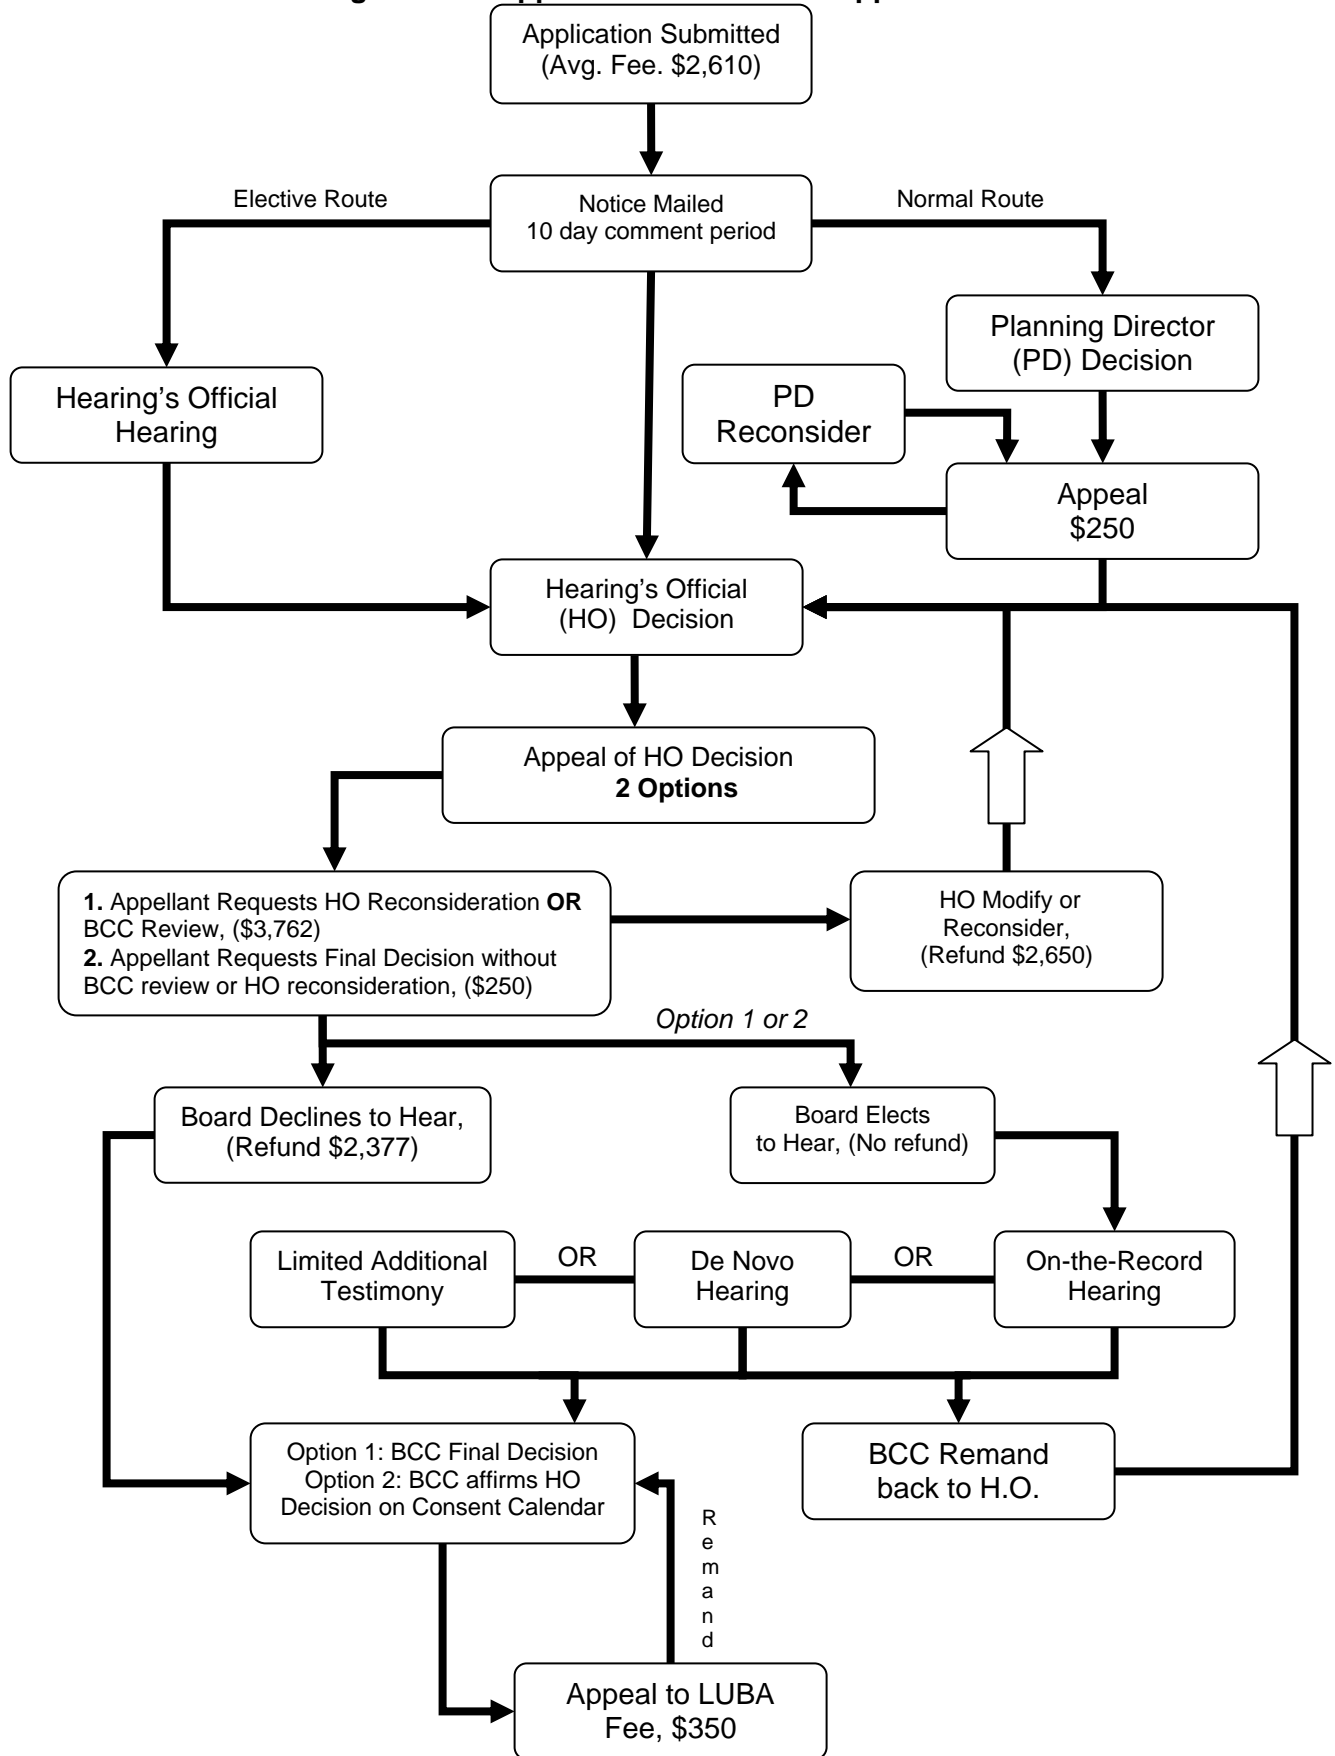 Application Submitted
(Avg. Fee. $2,610)
Elective Route
Notice Mailed
10 day comment period
Normal Route
Planning Director
(PD) Decision
Hearing’s Official
Hearing
PD
Reconsider
Appeal
$250
Hearing’s Official
(HO) Decision
Appeal of HO Decision
2 Options
1. Appellant Requests HO Reconsideration OR
BCC Review, ($3,762)
2. Appellant Requests Final Decision without
BCC review or HO reconsideration, ($250)
HO Modify or
Reconsider,
(Refund $2,650)
Option 1 or 2
Board Declines to Hear,
(Refund $2,377)
Board Elects
to Hear, (No refund)
Limited Additional
Testimony
OR
De Novo
Hearing
OR
On-the-Record
Hearing
Option 1: BCC Final Decision
Option 2: BCC affirms HO
Decision on Consent Calendar
BCC Remand
back to H.O.
Remand
Appeal to LUBA
Fee, $350